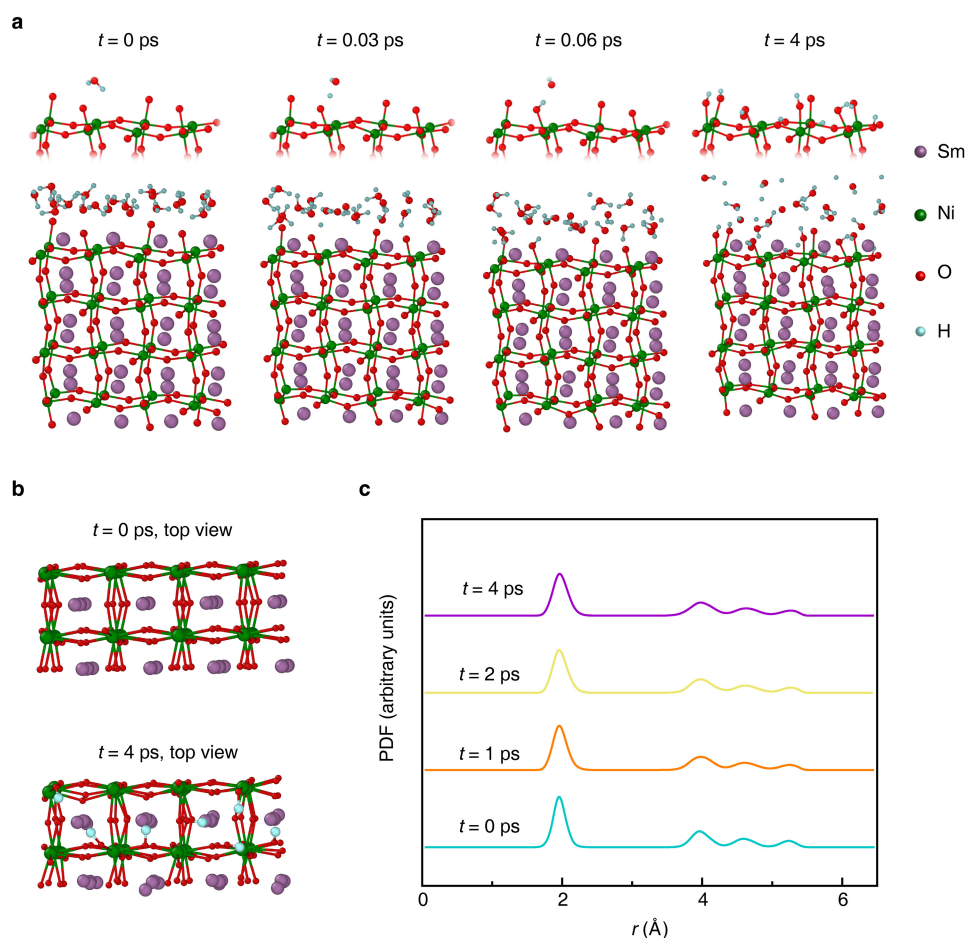 a
t = 0 ps
t = 0.03 ps
t = 0.06 ps
t = 4 ps
Sm
Ni
O
H
b
t = 0 ps, top view
t = 4 ps, top view
c
PDF (arbitrary units)
t = 4 ps
t = 2 ps
t = 1 ps
t = 0 ps
0 2 4 6
r (Å)